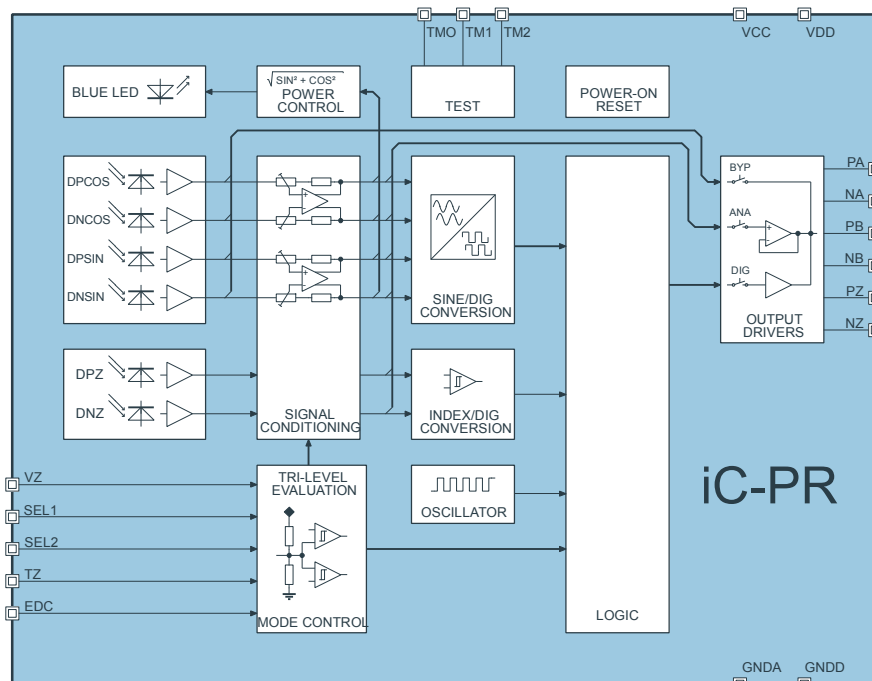 TMO TM1 TM2 VCC VDD
BLUE LED
√SIN² + COS²
POWER
CONTROL
TEST
POWER-ON
RESET
DPCOS
DNCOS
DPSIN
DNSIN
SINE/DIG
CONVERSION
BYP
ANA
DIG
OUTPUT
DRIVERS
PA
NA
PB
NB
PZ
NZ
DPZ
DNZ
SIGNAL
CONDITIONING
INDEX/DIG
CONVERSION
VZ
SEL1
SEL2
TZ
EDC
TRI-LEVEL
EVALUATION
MODE CONTROL
OSCILLATOR
LOGIC
iC-PR
GNDA GNDD